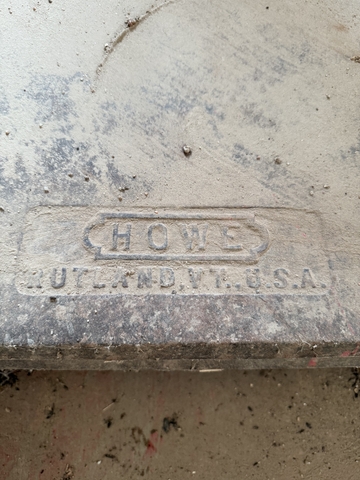 HOWE
RUTLAND, VT., U.S.A.